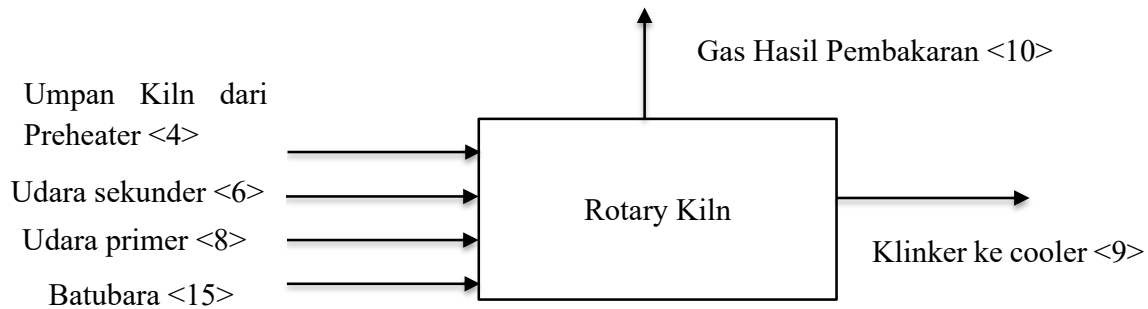 Gas Hasil Pembakaran <10>
Umpan Kiln dari
Preheater <4>
Udara sekunder <6>
Udara primer <8>
Batubara <15>
Rotary Kiln
Klinker ke cooler <9>